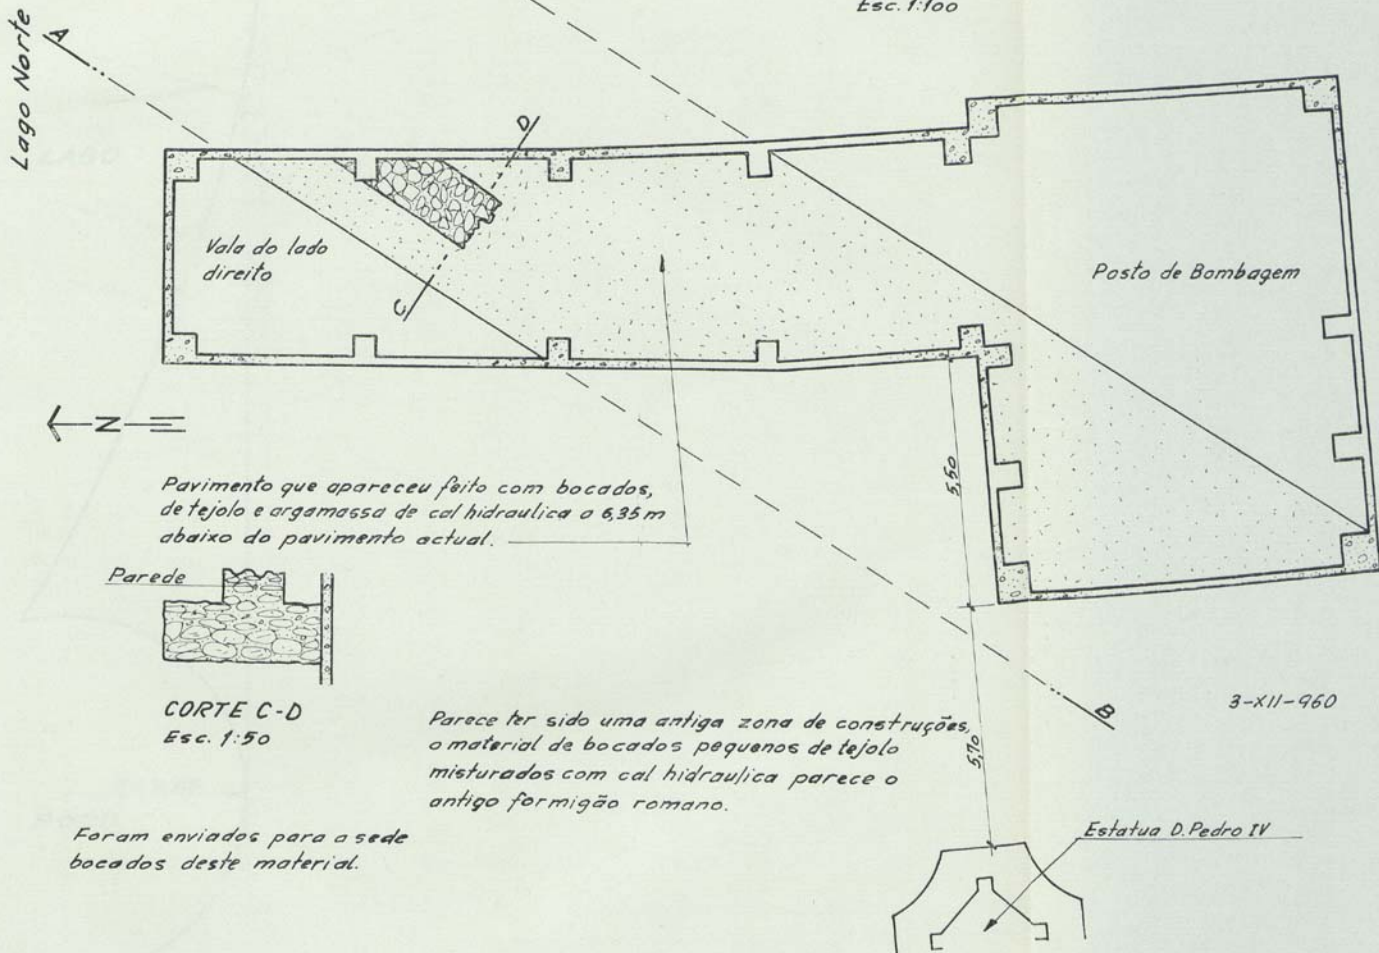 Esc. 1:100
Lago Norte
A
D
Vala do lado
direito
C
Posto de Bombagem
N
Pavimento que apareceu feito com bocados,
de tejolo e argamassa de cal hidraulica a 6,35 m
abaixo do pavimento actual.
5,50
Parede
CORTE C-D
Esc. 1:50
B
3-XII-960
Parece ter sido uma antiga zona de construções,
o material de bocados pequenos de tejolo
misturados com cal hidraulica parece o
antigo formigão romano.
5,70
Foram enviados para a sede
bocados deste material.
Estatua D. Pedro IV